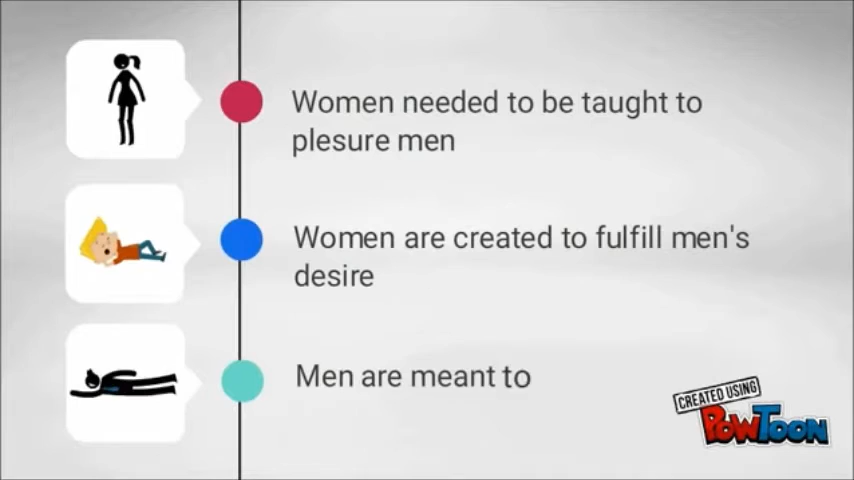 Women needed to be taught to
plesure men
Women are created to fulfill men's
desire
Men are meant to
CREATED USING
POWTOON